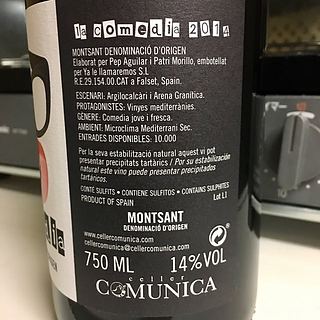 la comedia 2014
MONTSANT DENOMINACIÓ D'ORIGEN
Elaborat per Pep Aguilar i Patri Morillo, embotellat
per Ya le llamaremos S.L
R.E.29.154.00.CAT a Falset, Spain.
ESCENARI: Argilocalcàri i Arena Granítica.
PROTAGONISTES: Vinyes mediterrànies.
GÈNERE: Comedia jove i fresca.
AMBIENT: Microclima Mediterrani Sec.
ENTRADES DISPONIBLES: 10.000
Per la seva estabilització natural aquest vi pot
presentar precipitats tartàrics / Por su estabilización
natural este vino puede presentar precipitados
tartáricos.
CONTÉ SULFITS • CONTIENE SULFITOS • CONTAINS SULPHITES
PRODUCT OF SPAIN
Lot L1
MONTSANT
DENOMINACIÓ D'ORIGEN
www.cellercomunica.com
cellercomunica@cellercomunica.com
750 ML 14%VOL
celler
COMUNICA